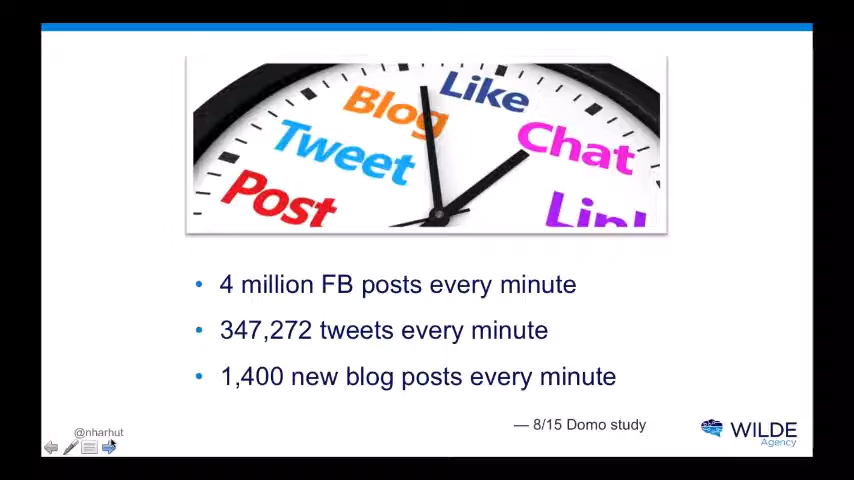 Like
Blog
Chat
Tweet
Post
• 4 million FB posts every minute
• 347,272 tweets every minute
• 1,400 new blog posts every minute
— 8/15 Domo study
@nharhut
WILDE
Agency